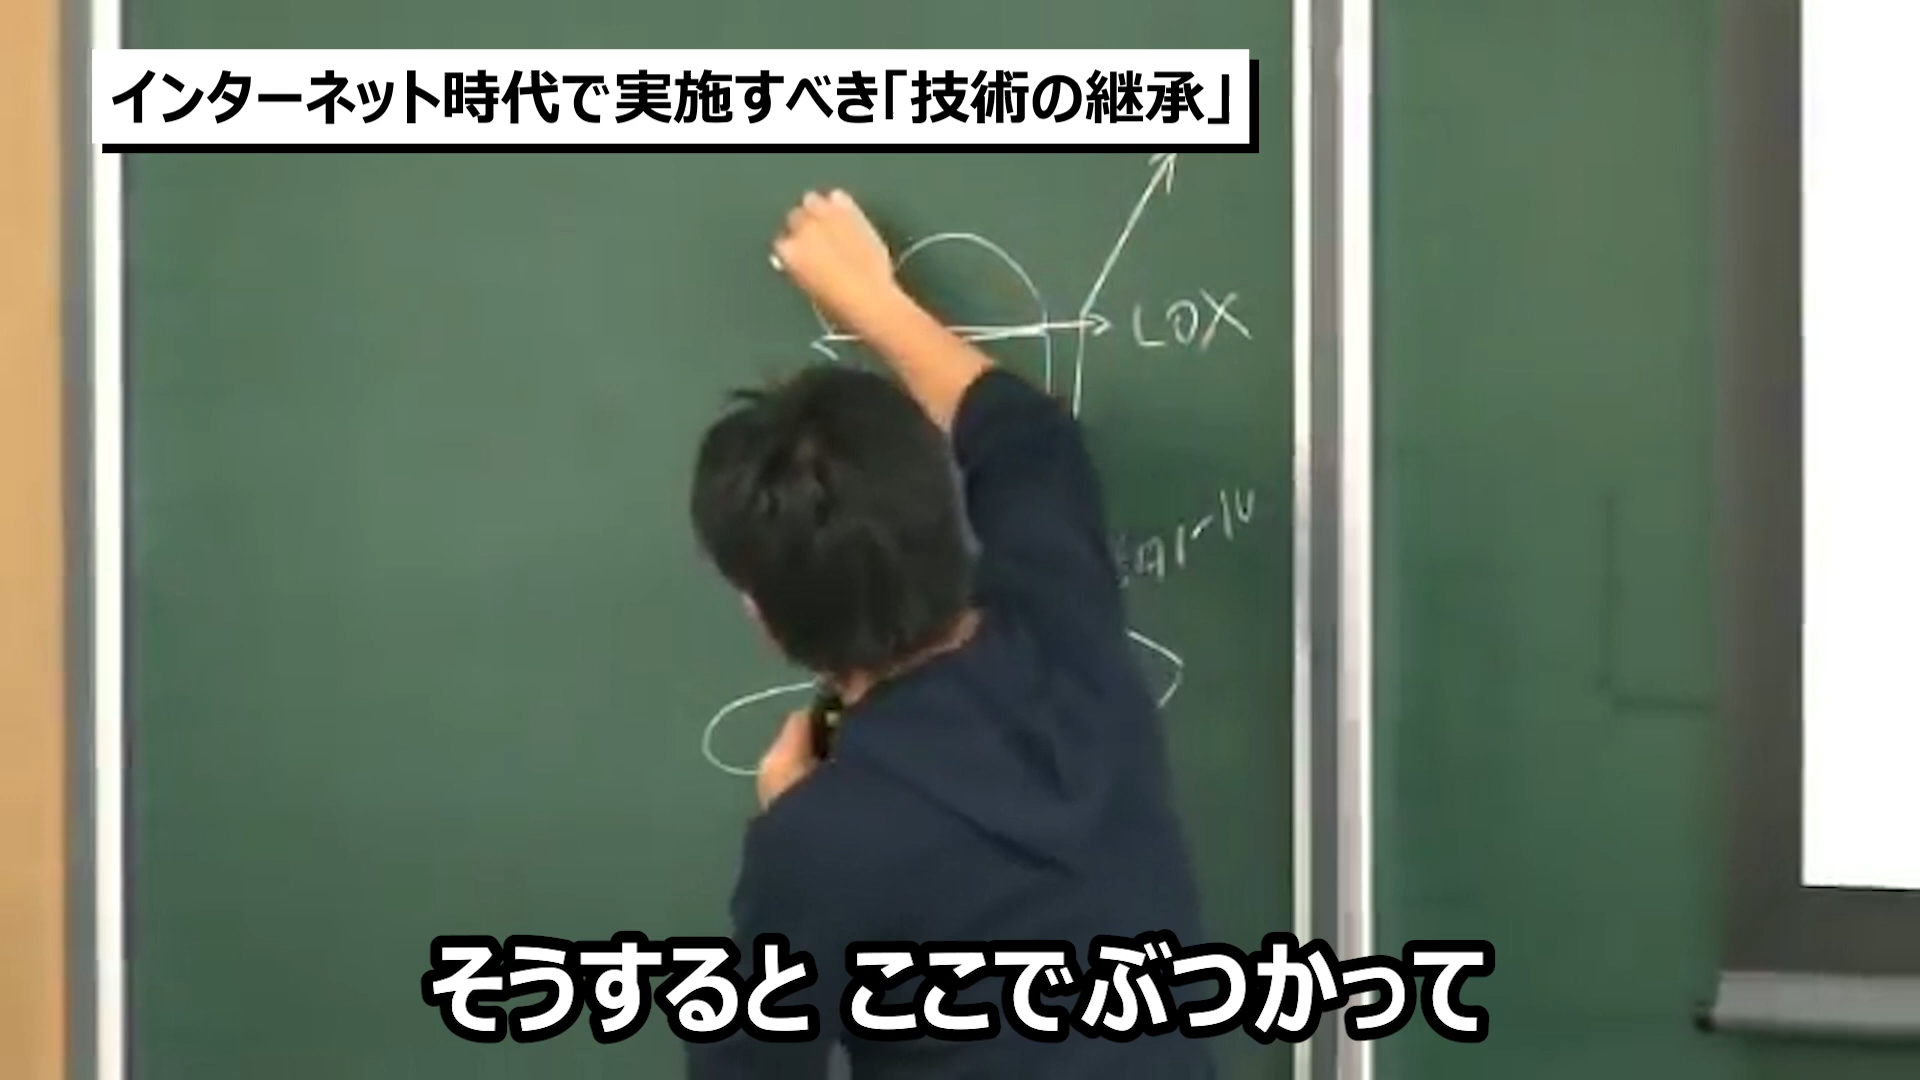 インターネット時代で実施すべき「技術の継承」
LOX
そうすると ここでぶつかって